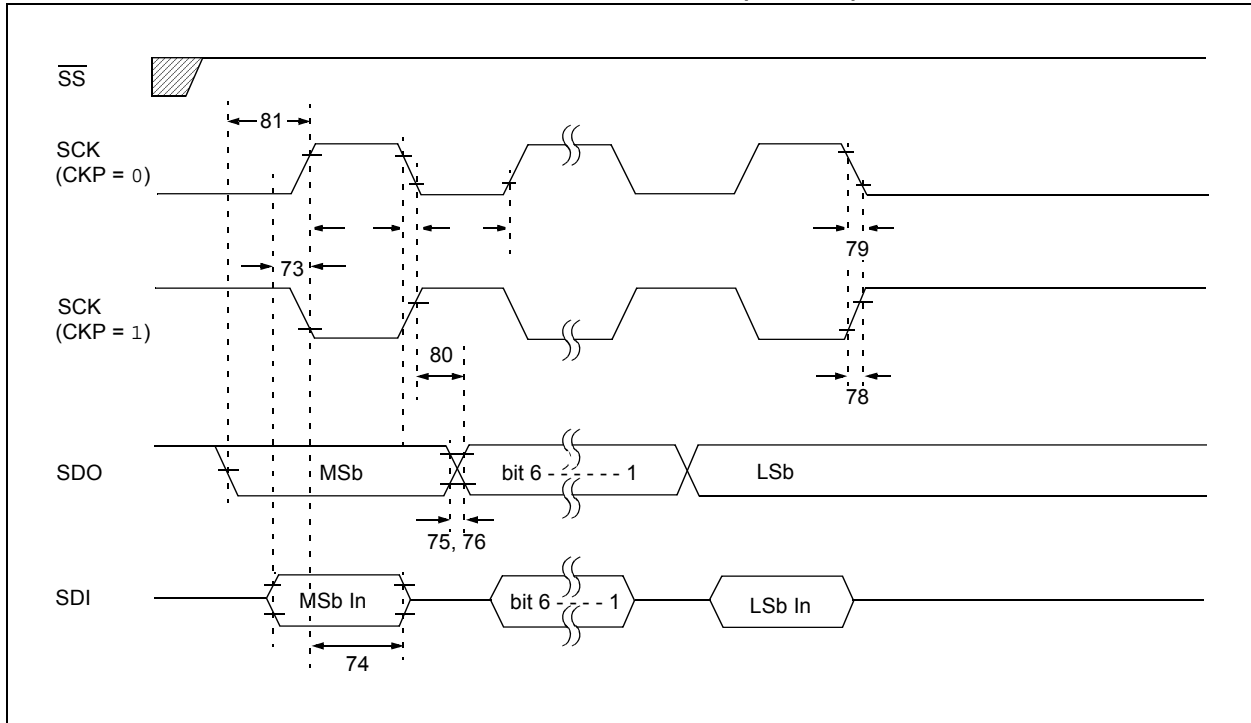 SS
81
SCK
(CKP = 0)
73
79
SCK
(CKP = 1)
80
78
SDO
MSb
bit 6 - - - - - 1
LSb
75, 76
SDI
MSb In
bit 6 - - - - 1
LSb In
74